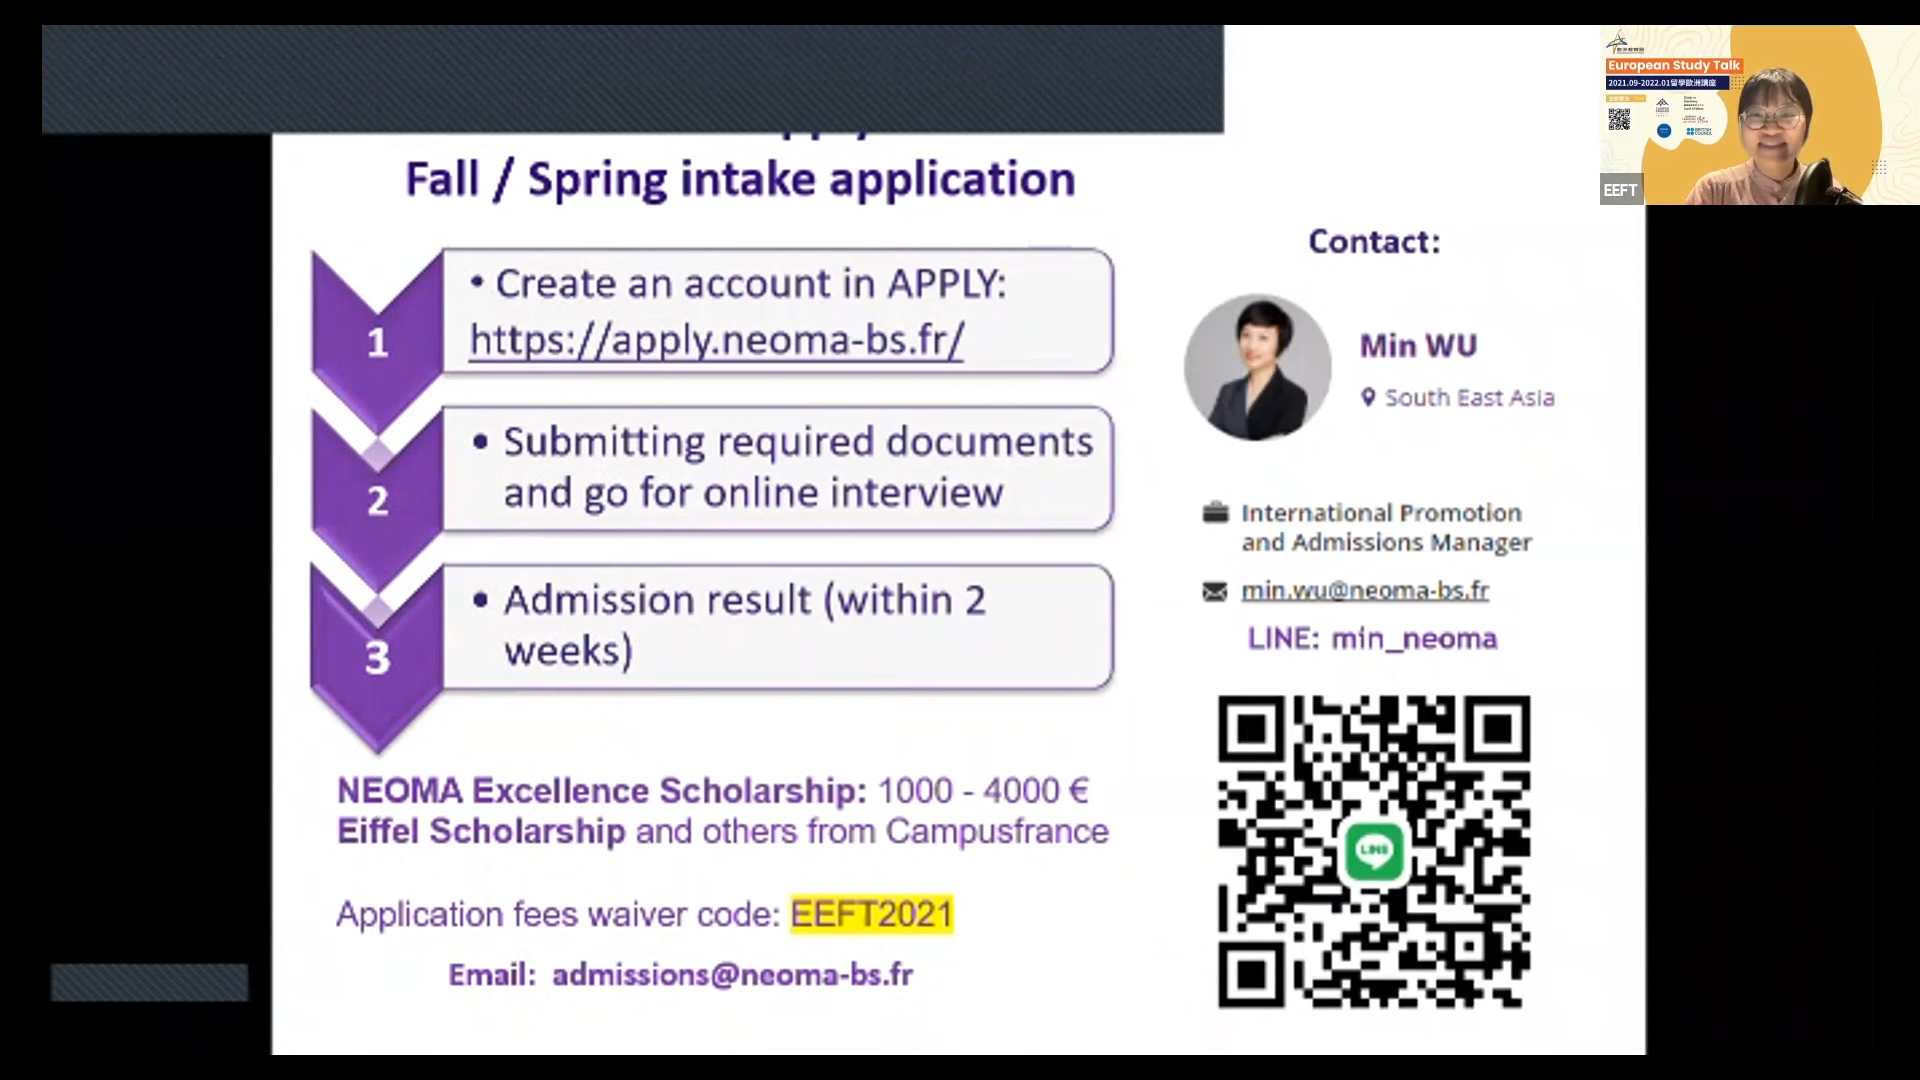 Fall / Spring intake application
1
• Create an account in APPLY:
https://apply.neoma-bs.fr/
2
• Submitting required documents
and go for online interview
3
• Admission result (within 2
weeks)
NEOMA Excellence Scholarship: 1000 - 4000 €
Eiffel Scholarship and others from Campusfrance
Application fees waiver code: EEFT2021
Email: admissions@neoma-bs.fr
Contact:
Min WU
South East Asia
International Promotion
and Admissions Manager
min.wu@neoma-bs.fr
LINE: min_neoma
LINE
European Study Talk
2021.09-2022.01留學歐洲講座
BRITISH
COUNCIL
EEFT